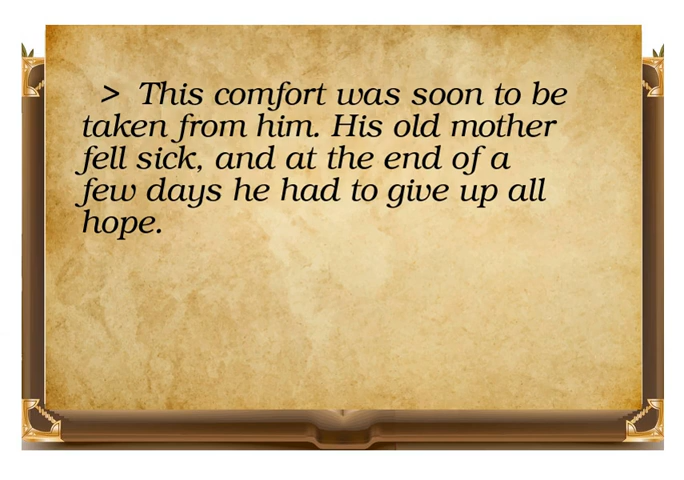 > This comfort was soon to be
taken from him. His old mother
fell sick, and at the end of a
few days he had to give up all
hope.